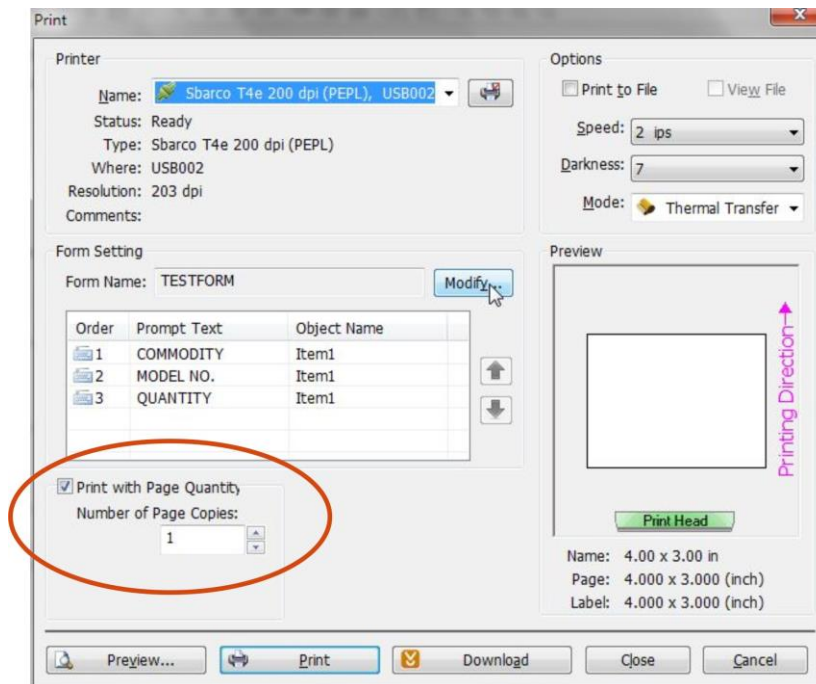 Print
Printer
Name: Sbarco T4e 200 dpi (PEPL), USB002
Status: Ready
Type: Sbarco T4e 200 dpi (PEPL)
Where: USB002
Resolution: 203 dpi
Comments:
Options
Print to File View File
Speed: 2 ips
Darkness: 7
Mode: Thermal Transfer
Form Setting
Form Name: TESTFORM Modify...
Order Prompt Text Object Name
1 COMMODITY Item1
2 MODEL NO. Item1
3 QUANTITY Item1
Print with Page Quantity
Number of Page Copies:
1
Preview
Printing Direction
Print Head
Name: 4.00 x 3.00 in
Page: 4.000 x 3.000 (inch)
Label: 4.000 x 3.000 (inch)
Preview... Print Download Close Cancel